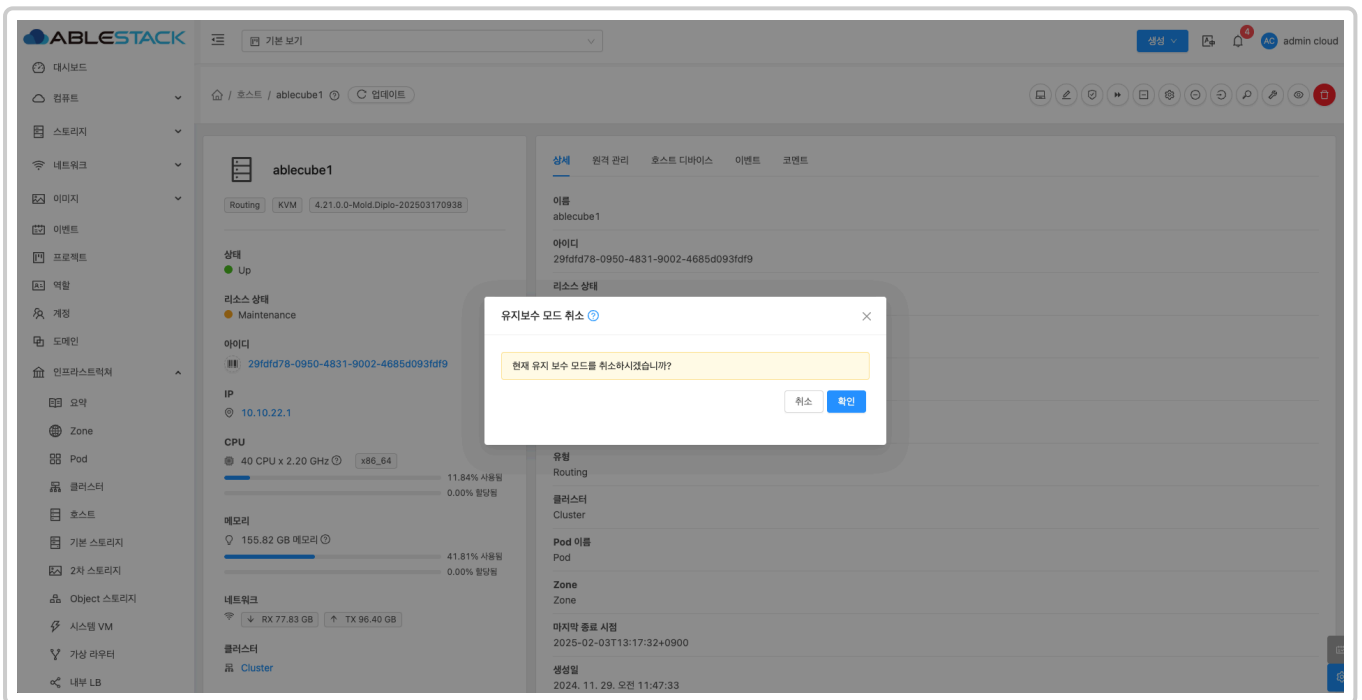 ABLESTACK
기본 보기
생성
4
AC
admin cloud
대시보드
컴퓨트
스토리지
네트워크
이미지
이벤트
프로젝트
역할
계정
도메인
인프라스트럭쳐
요약
Zone
Pod
클러스터
호스트
기본 스토리지
2차 스토리지
Object 스토리지
시스템 VM
가상 라우터
내부 LB
/ 호스트 / ablecube1
업데이트
ablecube1
Routing
KVM
4.21.0.0-Mold.Diplo-202503170938
상태
Up
리소스 상태
Maintenance
아이디
29fdfd78-0950-4831-9002-4685d093fdf9
IP
10.10.22.1
CPU
40 CPU x 2.20 GHz
x86_64
11.84% 사용됨
0.00% 할당됨
메모리
155.82 GB 메모리
41.81% 사용됨
0.00% 할당됨
네트워크
RX 77.83 GB
TX 96.40 GB
클러스터
Cluster
상세
원격 관리
호스트 디바이스
이벤트
코멘트
이름
ablecube1
아이디
29fdfd78-0950-4831-9002-4685d093fdf9
리소스 상태
유지보수 모드 취소
현재 유지 보수 모드를 취소하시겠습니까?
취소
확인
유형
Routing
클러스터
Cluster
Pod 이름
Pod
Zone
Zone
마지막 종료 시점
2025-02-03T13:17:32+0900
생성일
2024. 11. 29. 오전 11:47:33